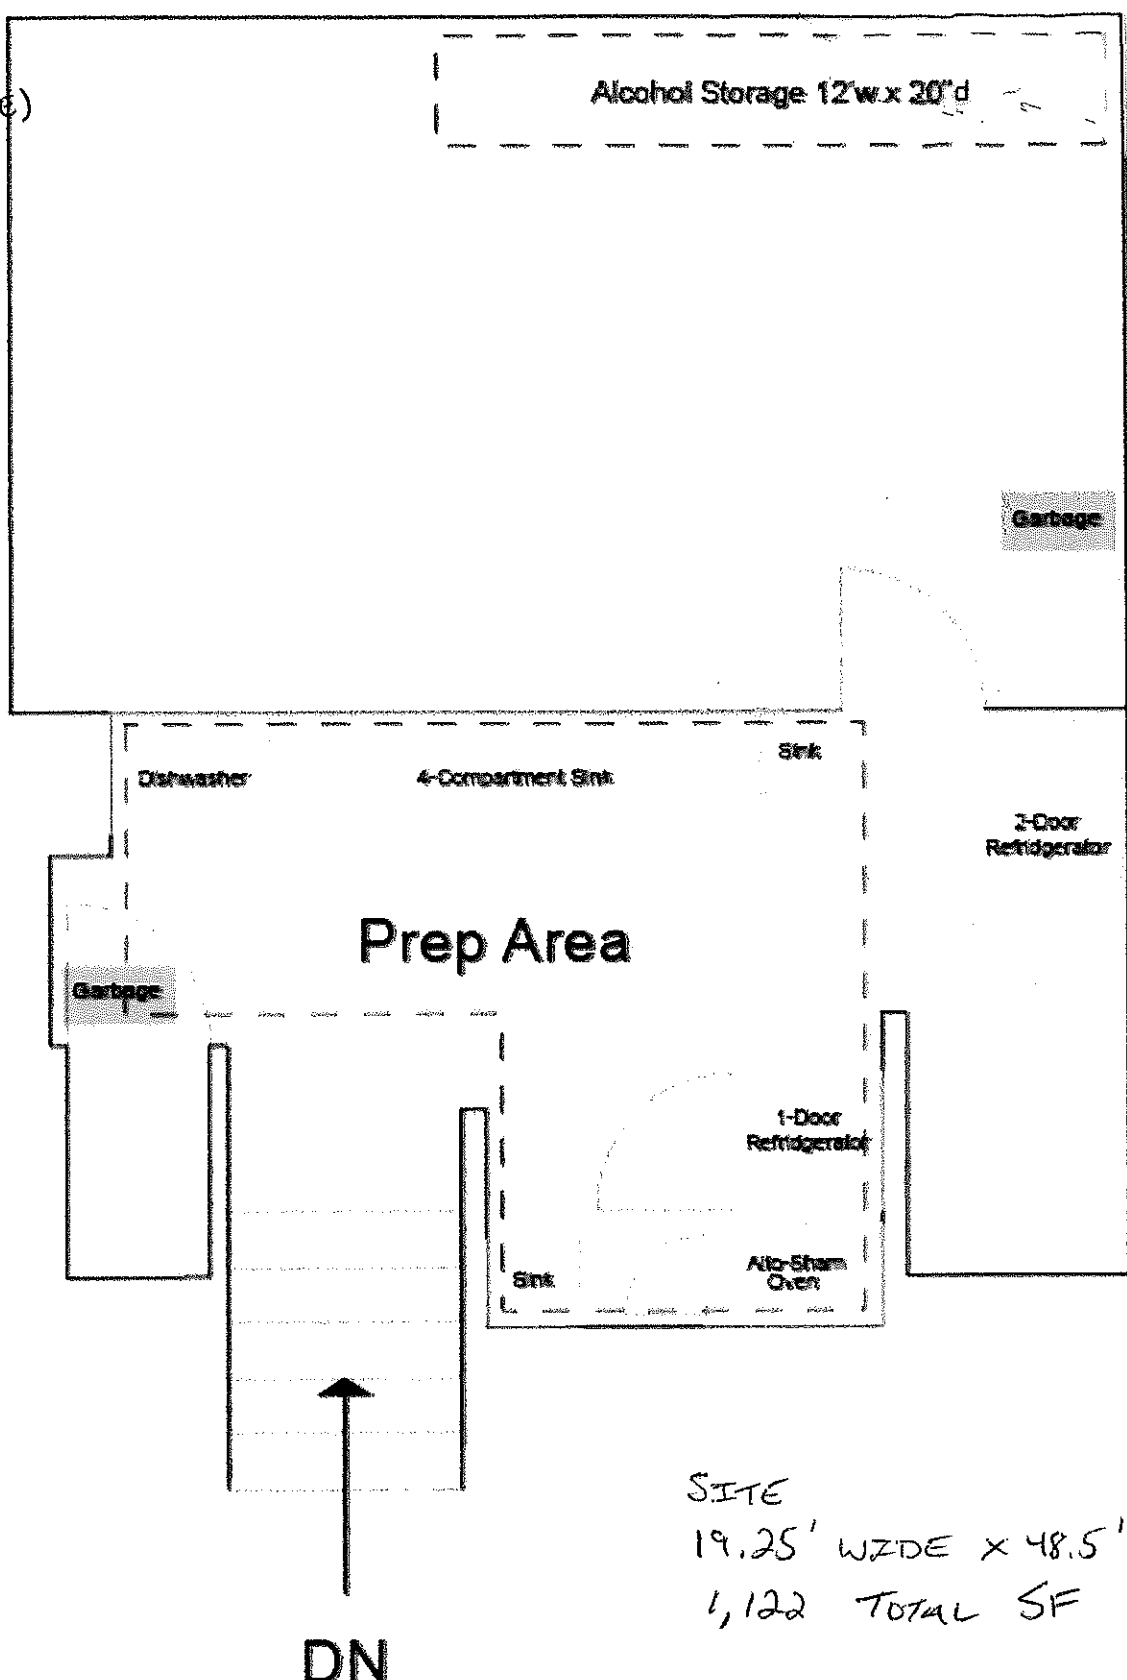 Alcohol Storage 12'w x 20"d
Garbage
Dishwasher
4-Compartment Sink
Sink
2-Door
Refridgerator
Prep Area
Garbage
1-Door
Refridgerator
Sink
Alto-Sham
Oven
SITE
19.25' WIDE x 48.5'
1,122 TOTAL SF
DN